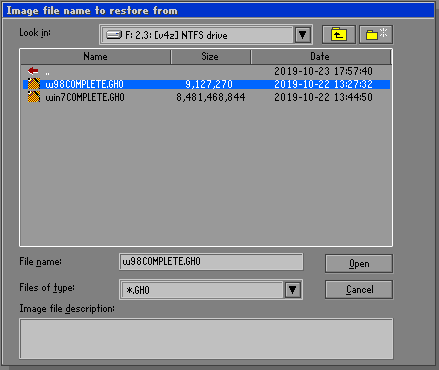 Image file name to restore from
Look in: F: 2.3: [v4z] NTFS drive
Name Size Date
.. 2019-10-23 17:57:40
w98COMPLETE.GHO 9,127,270 2019-10-22 13:27:32
win7COMPLETE.GHO 8,481,468,844 2019-10-22 13:44:50
File name: w98COMPLETE.GHO Open
Files of type: *.GHO Cancel
Image file description: